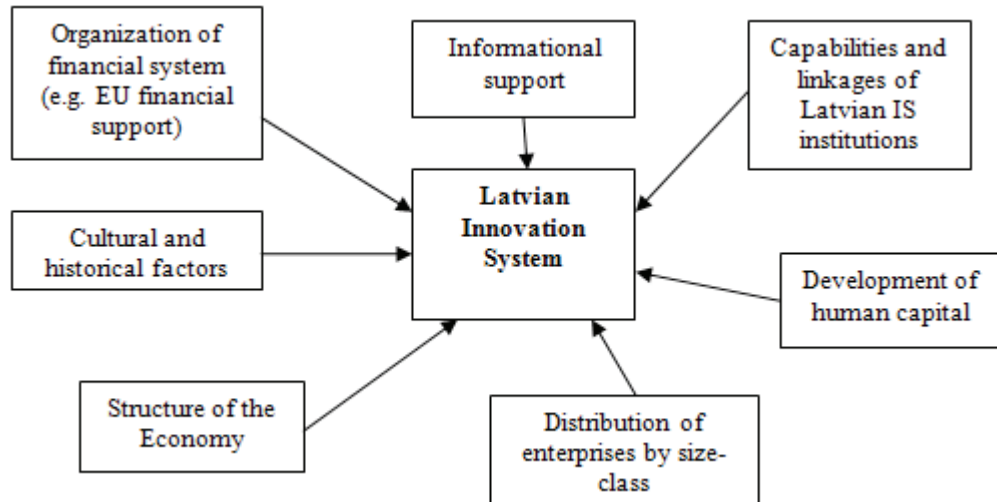 Organization of
financial system
(e.g. EU financial
support)
Informational
support
Capabilities and
linkages of
Latvian IS
institutions
Latvian
Innovation
System
Cultural and
historical factors
Development of
human capital
Structure of the
Economy
Distribution of
enterprises by size-
class